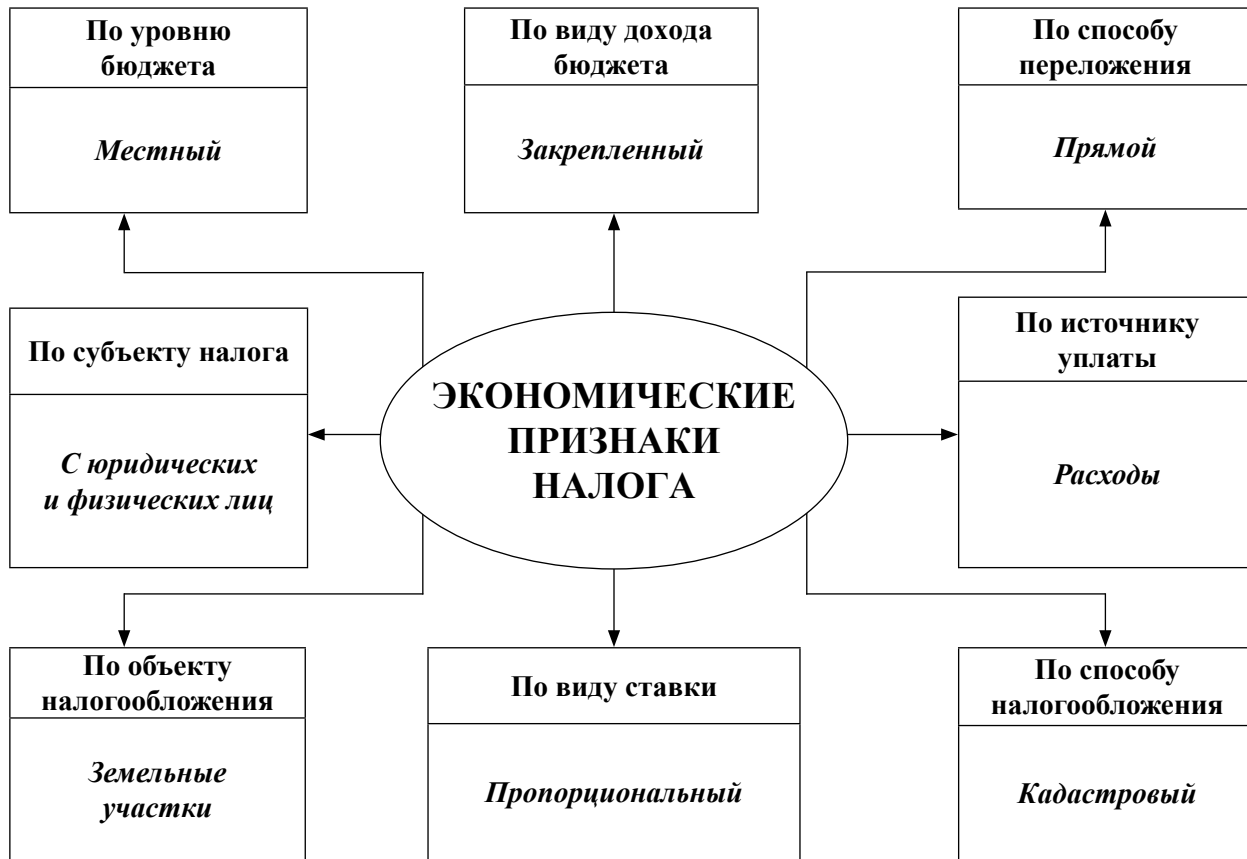 По уровню
бюджета
Местный
По виду дохода
бюджета
Закрепленный
По способу
переложения
Прямой
По субъекту налога
С юридических
и физических лиц
ЭКОНОМИЧЕСКИЕ
ПРИЗНАКИ
НАЛОГА
По источнику
уплаты
Расходы
По объекту
налогообложения
Земельные
участки
По виду ставки
Пропорциональный
По способу
налогообложения
Кадастровый